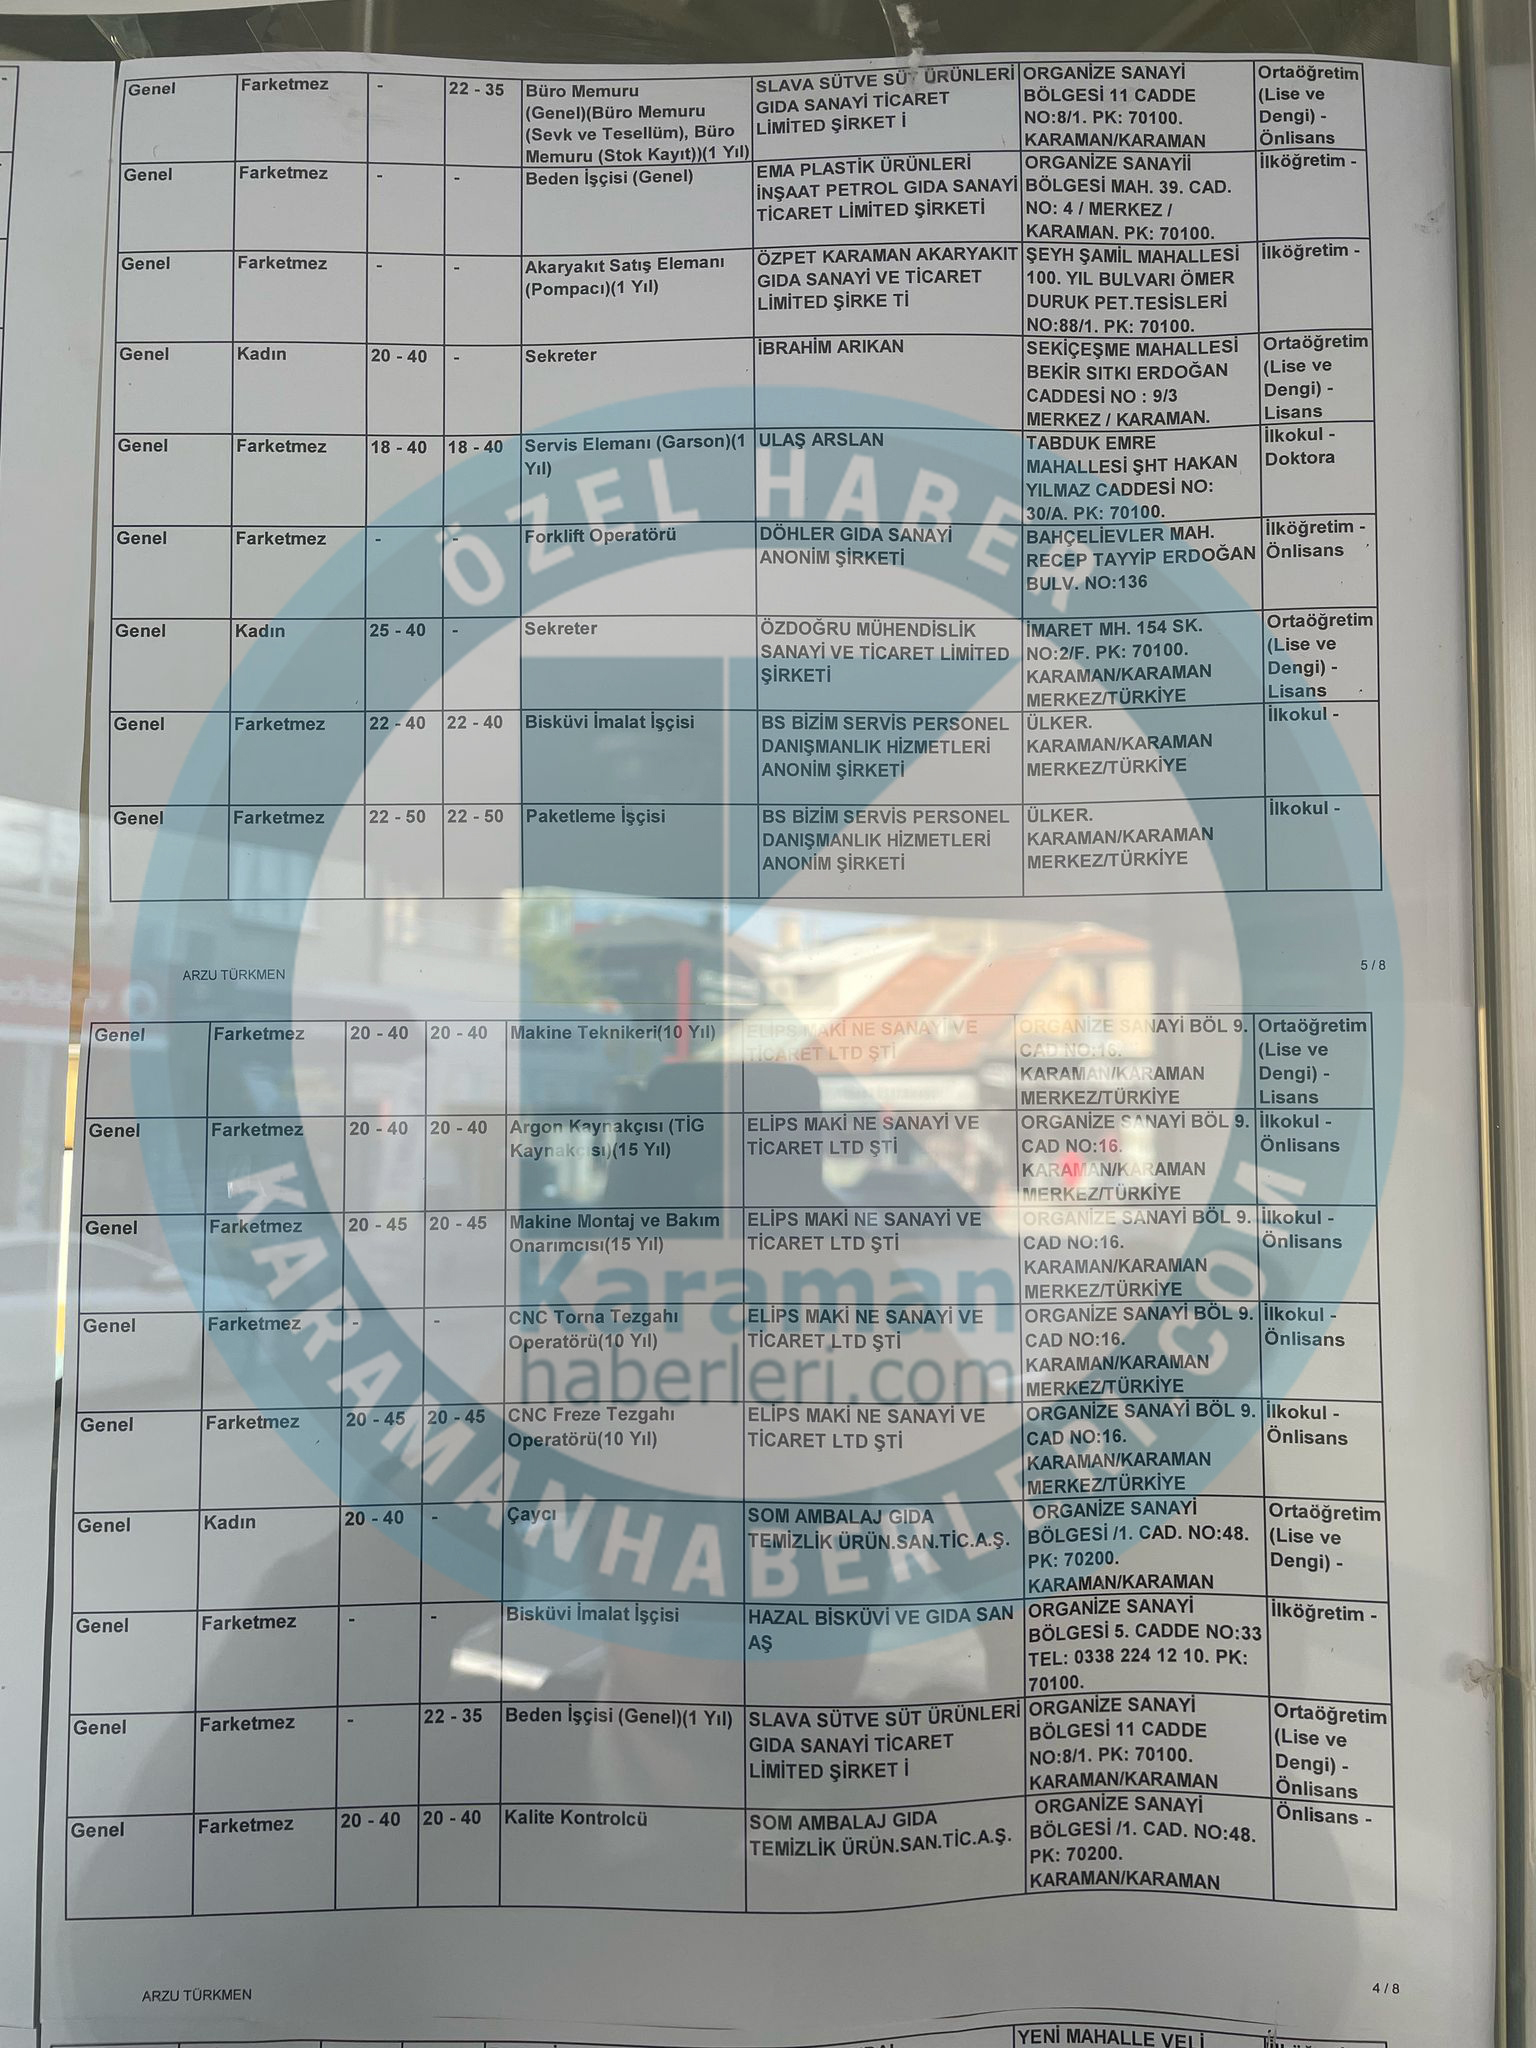 Genel Farketmez - 22 - 35 Büro Memuru SLAVA SÜTVE SÜT ÜRÜNLERİ ORGANİZE SANAYİ Ortaöğretim
(Genel)(Büro Memuru GIDA SANAYİ TİCARET BÖLGESİ 11 CADDE (Lise ve
(Sevk ve Tesellüm), Büro LİMİTED ŞİRKET İ NO:8/1. PK: 70100. Dengi) -
Memuru (Stok Kayıt))(1 Yıl) KARAMAN/KARAMAN Önlisans
Genel Farketmez - - Beden İşçisi (Genel) EMA PLASTİK ÜRÜNLERİ ORGANİZE SANAYİİ İlköğretim -
İNŞAAT PETROL GIDA SANAYİ BÖLGESİ MAH. 39. CAD.
TİCARET LİMİTED ŞİRKETİ NO: 4 / MERKEZ /
KARAMAN. PK: 70100.
Genel Farketmez - - Akaryakıt Satış Elemanı ÖZPET KARAMAN AKARYAKIT ŞEYH ŞAMİL MAHALLESİ İlköğretim -
(Pompacı)(1 Yıl) GIDA SANAYİ VE TİCARET 100. YIL BULVARI ÖMER
LİMİTED ŞİRKE Tİ DURUK PET.TESİSLERİ
NO:88/1. PK: 70100.
Genel Kadın 20 - 40 - Sekreter İBRAHİM ARIKAN SEKİÇEŞME MAHALLESİ Ortaöğretim
BEKİR SITKI ERDOĞAN (Lise ve
CADDESİ NO : 9/3 Dengi) -
MERKEZ / KARAMAN. Lisans
Genel Farketmez 18 - 40 18 - 40 Servis Elemanı (Garson)(1 ULAŞ ARSLAN TABDUK EMRE İlkokul -
Yıl) MAHALLESİ ŞHT HAKAN Doktora
YILMAZ CADDESİ NO:
30/A. PK: 70100.
Genel Farketmez - - Forklift Operatörü DÖHLER GIDA SANAYİ BAHÇELİEVLER MAH. İlköğretim -
ANONİM ŞİRKETİ RECEP TAYYİP ERDOĞAN Önlisans
BULV. NO:136
Genel Kadın 25 - 40 - Sekreter ÖZDOĞRU MÜHENDİSLİK İMARET MH. 154 SK. Ortaöğretim
SANAYİ VE TİCARET LİMİTED NO:2/F. PK: 70100. (Lise ve
ŞİRKETİ KARAMAN/KARAMAN Dengi) -
MERKEZ/TÜRKİYE Lisans
Genel Farketmez 22 - 40 22 - 40 Bisküvi İmalat İşçisi BS BİZİM SERVİS PERSONEL ÜLKER. İlkokul -
DANIŞMANLIK HİZMETLERİ KARAMAN/KARAMAN
ANONİM ŞİRKETİ MERKEZ/TÜRKİYE
Genel Farketmez 22 - 50 22 - 50 Paketleme İşçisi BS BİZİM SERVİS PERSONEL ÜLKER. İlkokul -
DANIŞMANLIK HİZMETLERİ KARAMAN/KARAMAN
ANONİM ŞİRKETİ MERKEZ/TÜRKİYE
ARZU TÜRKMEN 5 / 8
Genel Farketmez 20 - 40 20 - 40 Makine Teknikeri(10 Yıl) ELİPS MAKİ NE SANAYİ VE ORGANİZE SANAYİ BÖL 9. Ortaöğretim
TİCARET LTD ŞTİ CAD NO:16. (Lise ve
KARAMAN/KARAMAN Dengi) -
MERKEZ/TÜRKİYE Lisans
Genel Farketmez 20 - 40 20 - 40 Argon Kaynakçısı (TİG ELİPS MAKİ NE SANAYİ VE ORGANİZE SANAYİ BÖL 9. İlkokul -
Kaynakçısı)(15 Yıl) TİCARET LTD ŞTİ CAD NO:16. Önlisans
KARAMAN/KARAMAN
MERKEZ/TÜRKİYE
Genel Farketmez 20 - 45 20 - 45 Makine Montaj ve Bakım ELİPS MAKİ NE SANAYİ VE ORGANİZE SANAYİ BÖL 9. İlkokul -
Onarımcısı(15 Yıl) TİCARET LTD ŞTİ CAD NO:16. Önlisans
KARAMAN/KARAMAN
MERKEZ/TÜRKİYE
Genel Farketmez - - CNC Torna Tezgahı ELİPS MAKİ NE SANAYİ VE ORGANİZE SANAYİ BÖL 9. İlkokul -
Operatörü(10 Yıl) TİCARET LTD ŞTİ CAD NO:16. Önlisans
KARAMAN/KARAMAN
MERKEZ/TÜRKİYE
Genel Farketmez 20 - 45 20 - 45 CNC Freze Tezgahı ELİPS MAKİ NE SANAYİ VE ORGANİZE SANAYİ BÖL 9. İlkokul -
Operatörü(10 Yıl) TİCARET LTD ŞTİ CAD NO:16. Önlisans
KARAMAN/KARAMAN
MERKEZ/TÜRKİYE
Genel Kadın 20 - 40 - Çaycı SOM AMBALAJ GIDA ORGANİZE SANAYİ Ortaöğretim
TEMİZLİK ÜRÜN.SAN.TİC.A.Ş. BÖLGESİ /1. CAD. NO:48. (Lise ve
PK: 70200. Dengi) -
KARAMAN/KARAMAN
Genel Farketmez - - Bisküvi İmalat İşçisi HAZAL BİSKÜVİ VE GIDA SAN ORGANİZE SANAYİ İlköğretim -
AŞ BÖLGESİ 5. CADDE NO:33
TEL: 0338 224 12 10. PK:
70100.
Genel Farketmez - 22 - 35 Beden İşçisi (Genel)(1 Yıl) SLAVA SÜTVE SÜT ÜRÜNLERİ ORGANİZE SANAYİ Ortaöğretim
GIDA SANAYİ TİCARET BÖLGESİ 11 CADDE (Lise ve
LİMİTED ŞİRKET İ NO:8/1. PK: 70100. Dengi) -
KARAMAN/KARAMAN Önlisans
Genel Farketmez 20 - 40 20 - 40 Kalite Kontrolcü SOM AMBALAJ GIDA ORGANİZE SANAYİ Önlisans -
TEMİZLİK ÜRÜN.SAN.TİC.A.Ş. BÖLGESİ /1. CAD. NO:48.
PK: 70200.
KARAMAN/KARAMAN
ARZU TÜRKMEN 4 / 8
YENİ MAHALLE VELİ
ÖZEL HABER
Karaman
haberleri.com
KARAMANHABERLERI.COM